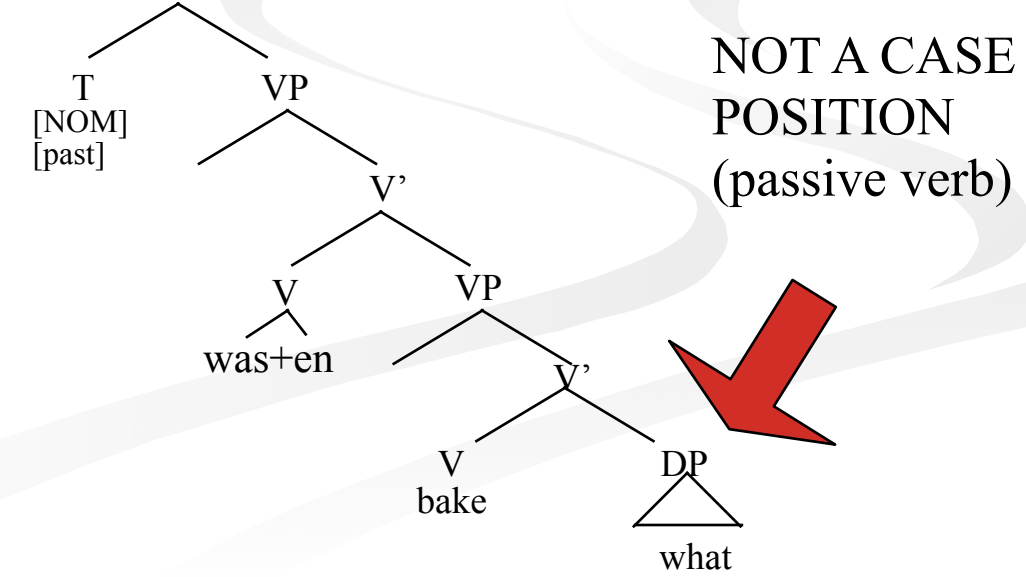 NOT A CASE
POSITION
(passive verb)
T
VP
[NOM]
[past]
V’
V
VP
was+en
V’
V
DP
bake
what